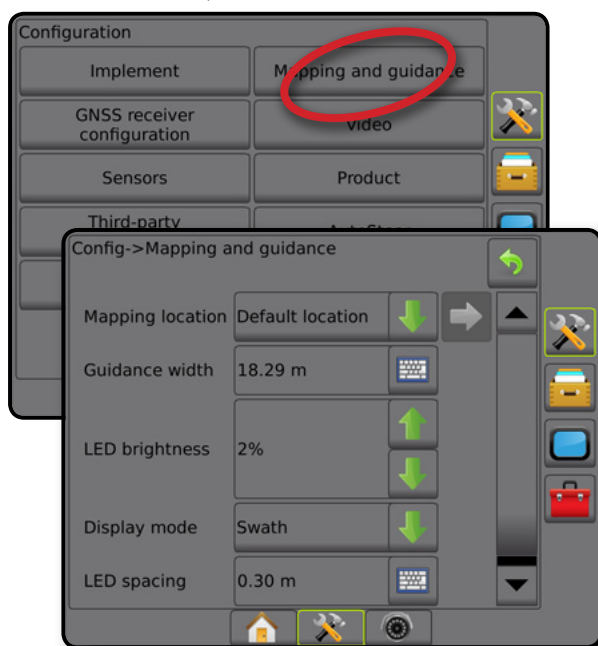 Configuration
Implement
Mapping and guidance
GNSS receiver
configuration
Video
Sensors
Product
Third-party
AutoSteer
Config->Mapping and guidance
Mapping location
Default location
Guidance width
18.29 m
LED brightness
2%
Display mode
Swath
LED spacing
0.30 m